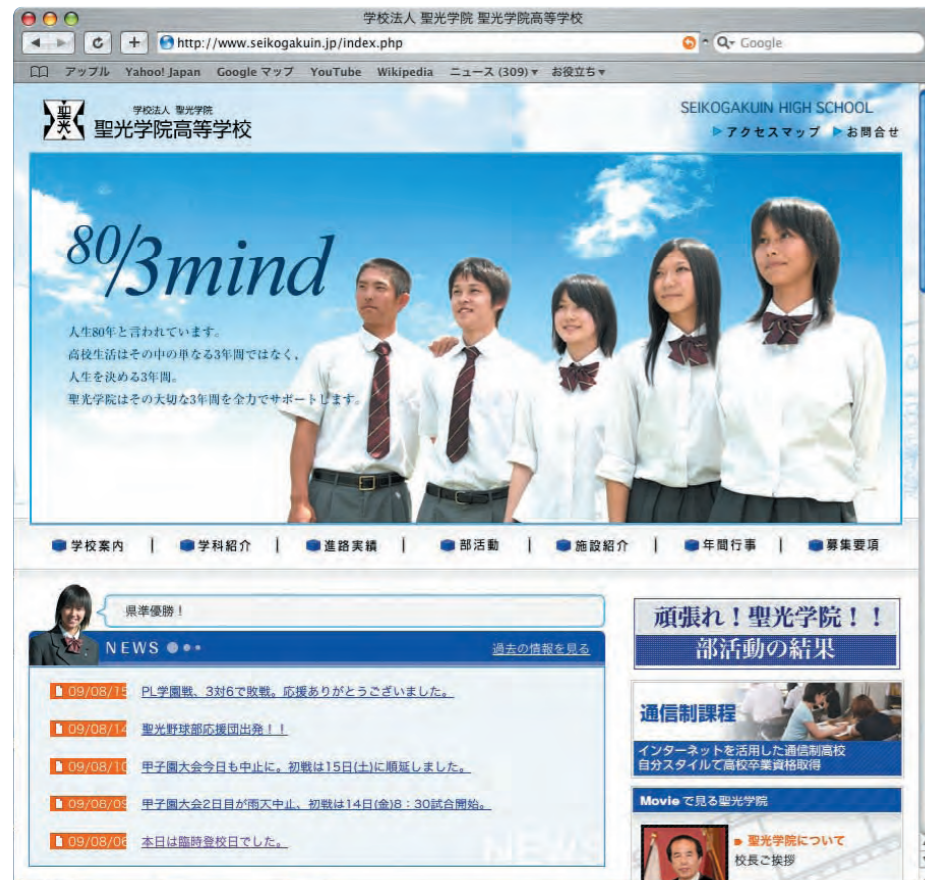 学校法人 聖光学院 聖光学院高等学校
http://www.seikogakuin.jp/index.php
Google
アップル Yahoo! Japan Google マップ YouTube Wikipedia ニュース (309) お役立ち
聖光
学校法人 聖光学院
聖光学院高等学校
SEIKOGAKUIN HIGH SCHOOL
アクセスマップ お問合せ
80/3mind
人生80年と言われています。
高校生活はその中の単なる3年間ではなく、
人生を決める3年間。
聖光学院はその大切な3年間を全力でサポートします。
学校案内 | 学科紹介 | 進路実績 | 部活動 | 施設紹介 | 年間行事 | 募集要項
県準優勝！
NEWS
過去の情報を見る
09/08/15 PL学園戦、3対6で敗戦。応援ありがとうございました。
09/08/14 聖光野球部応援団出発！！
09/08/10 甲子園大会今日も中止に。初戦は15日(土)に順延しました。
09/08/09 甲子園大会2日目が雨天中止、初戦は14日(金)8：30試合開始。
09/08/06 本日は臨時登校日でした。
NEWS
頑張れ！聖光学院！！
部活動の結果
通信制課程
インターネットを活用した通信制高校
自分スタイルで高校卒業資格取得
Movie で見る聖光学院
聖光学院について
校長ご挨拶